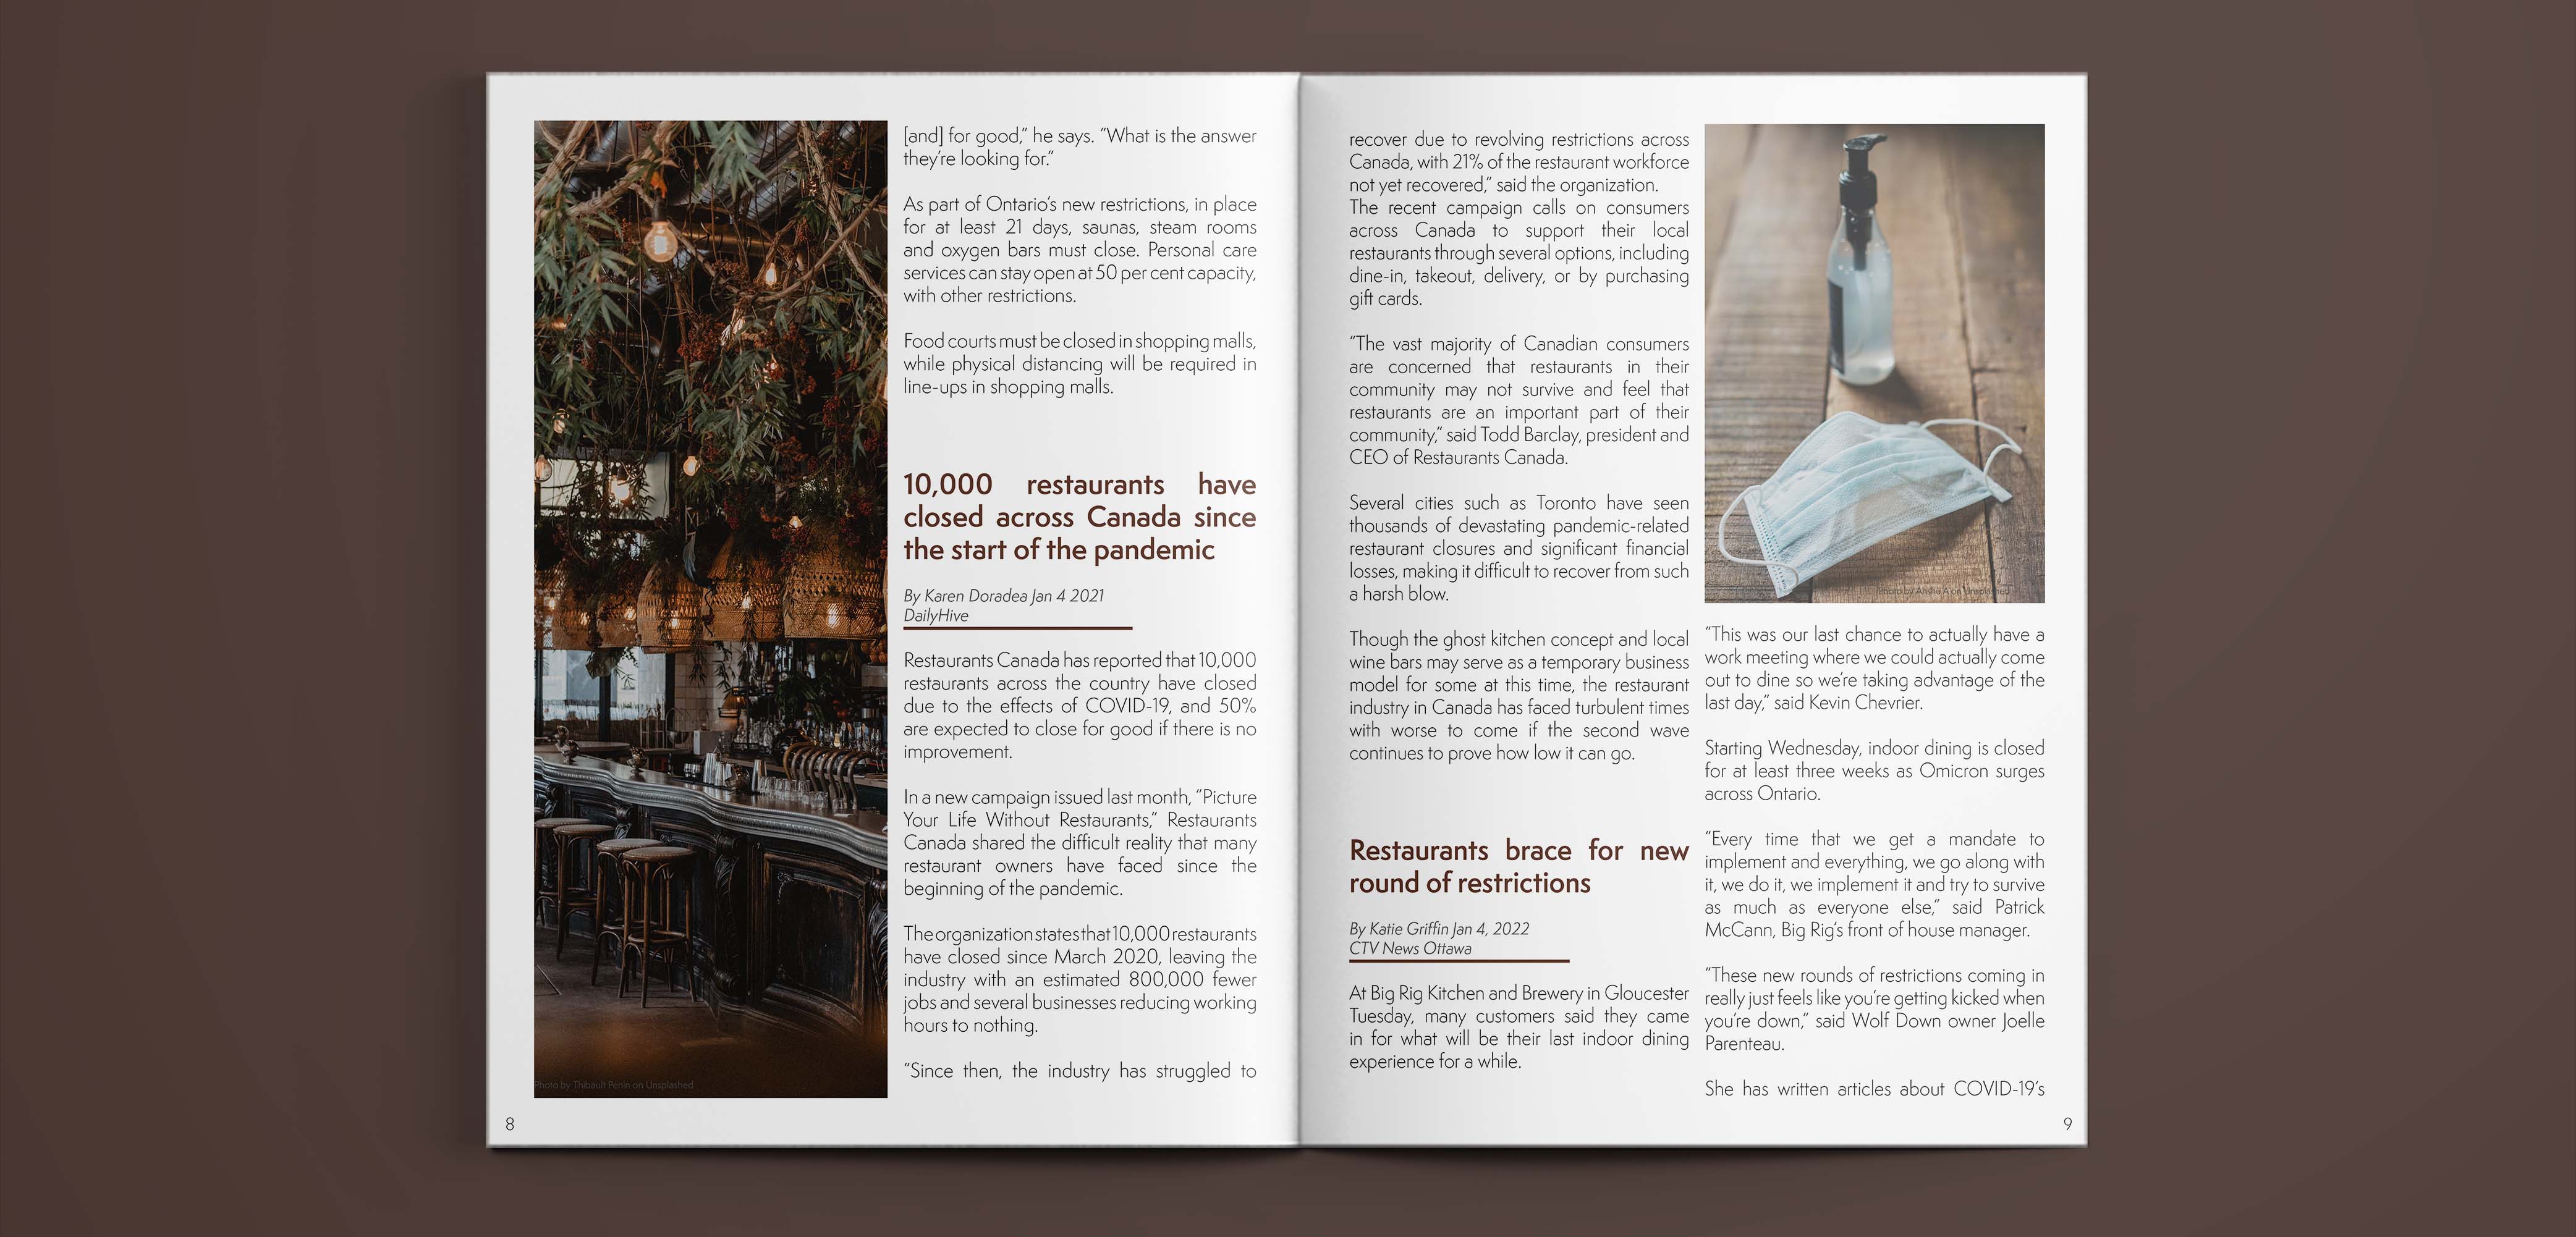 [and] for good,” he says. “What is the answer
they’re looking for.”
As part of Ontario’s new restrictions, in place
for at least 21 days, saunas, steam rooms
and oxygen bars must close. Personal care
services can stay open at 50 per cent capacity,
with other restrictions.
Food courts must be closed in shopping malls,
while physical distancing will be required in
line-ups in shopping malls.
10,000 restaurants have
closed across Canada since
the start of the pandemic
By Karen Doradea Jan 4 2021
DailyHive
Restaurants Canada has reported that 10,000
restaurants across the country have closed
due to the effects of COVID-19, and 50%
are expected to close for good if there is no
improvement.
In a new campaign issued last month, “Picture
Your Life Without Restaurants,” Restaurants
Canada shared the difficult reality that many
restaurant owners have faced since the
beginning of the pandemic.
The organization states that 10,000 restaurants
have closed since March 2020, leaving the
industry with an estimated 800,000 fewer
jobs and several businesses reducing working
hours to nothing.
“Since then, the industry has struggled to
Photo by Thibault Penin on Unsplashed
8
recover due to revolving restrictions across
Canada, with 21% of the restaurant workforce
not yet recovered,” said the organization.
The recent campaign calls on consumers
across Canada to support their local
restaurants through several options, including
dine-in, takeout, delivery, or by purchasing
gift cards.
“The vast majority of Canadian consumers
are concerned that restaurants in their
community may not survive and feel that
restaurants are an important part of their
community,” said Todd Barclay, president and
CEO of Restaurants Canada.
Several cities such as Toronto have seen
thousands of devastating pandemic-related
restaurant closures and significant financial
losses, making it difficult to recover from such
a harsh blow.
Though the ghost kitchen concept and local
wine bars may serve as a temporary business
model for some at this time, the restaurant
industry in Canada has faced turbulent times
with worse to come if the second wave
continues to prove how low it can go.
Restaurants brace for new
round of restrictions
By Katie Griffin Jan 4, 2022
CTV News Ottawa
At Big Rig Kitchen and Brewery in Gloucester
Tuesday, many customers said they came
in for what will be their last indoor dining
experience for a while.
Photo by Anshu A on Unsplashed
“This was our last chance to actually have a
work meeting where we could actually come
out to dine so we’re taking advantage of the
last day,” said Kevin Chevrier.
Starting Wednesday, indoor dining is closed
for at least three weeks as Omicron surges
across Ontario.
“Every time that we get a mandate to
implement and everything, we go along with
it, we do it, we implement it and try to survive
as much as everyone else,” said Patrick
McCann, Big Rig’s front of house manager.
“These new rounds of restrictions coming in
really just feels like you’re getting kicked when
you’re down,” said Wolf Down owner Joelle
Parenteau.
She has written articles about COVID-19’s
9